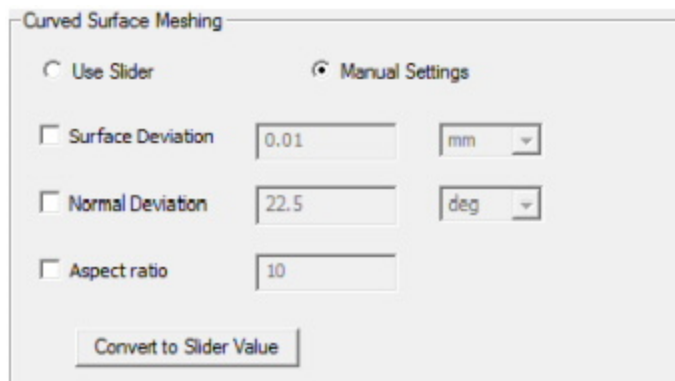 Curved Surface Meshing
Use Slider Manual Settings
Surface Deviation 0.01 mm
Normal Deviation 22.5 deg
Aspect ratio 10
Convert to Slider Value